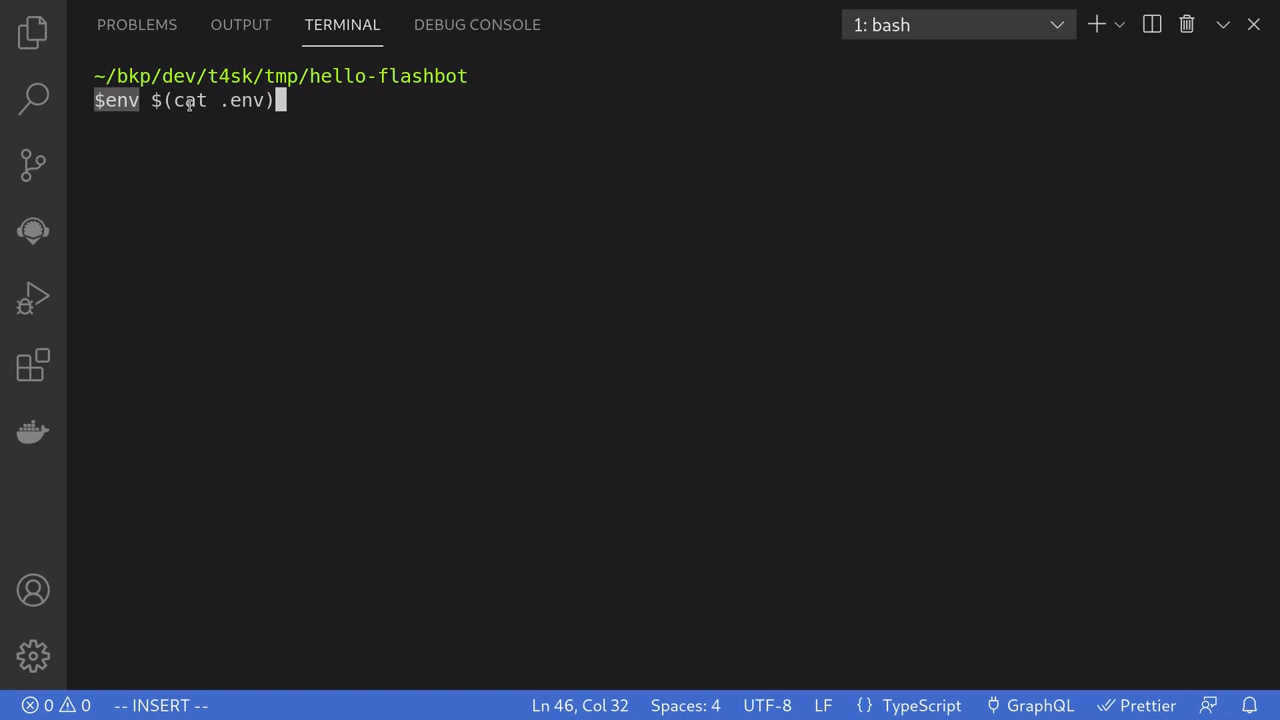 PROBLEMS OUTPUT TERMINAL DEBUG CONSOLE 1: bash
~/bkp/dev/t4sk/tmp/hello-flashbot
$env $(cat .env)
0 0 -- INSERT -- Ln 46, Col 32 Spaces: 4 UTF-8 LF {} TypeScript GraphQL Prettier